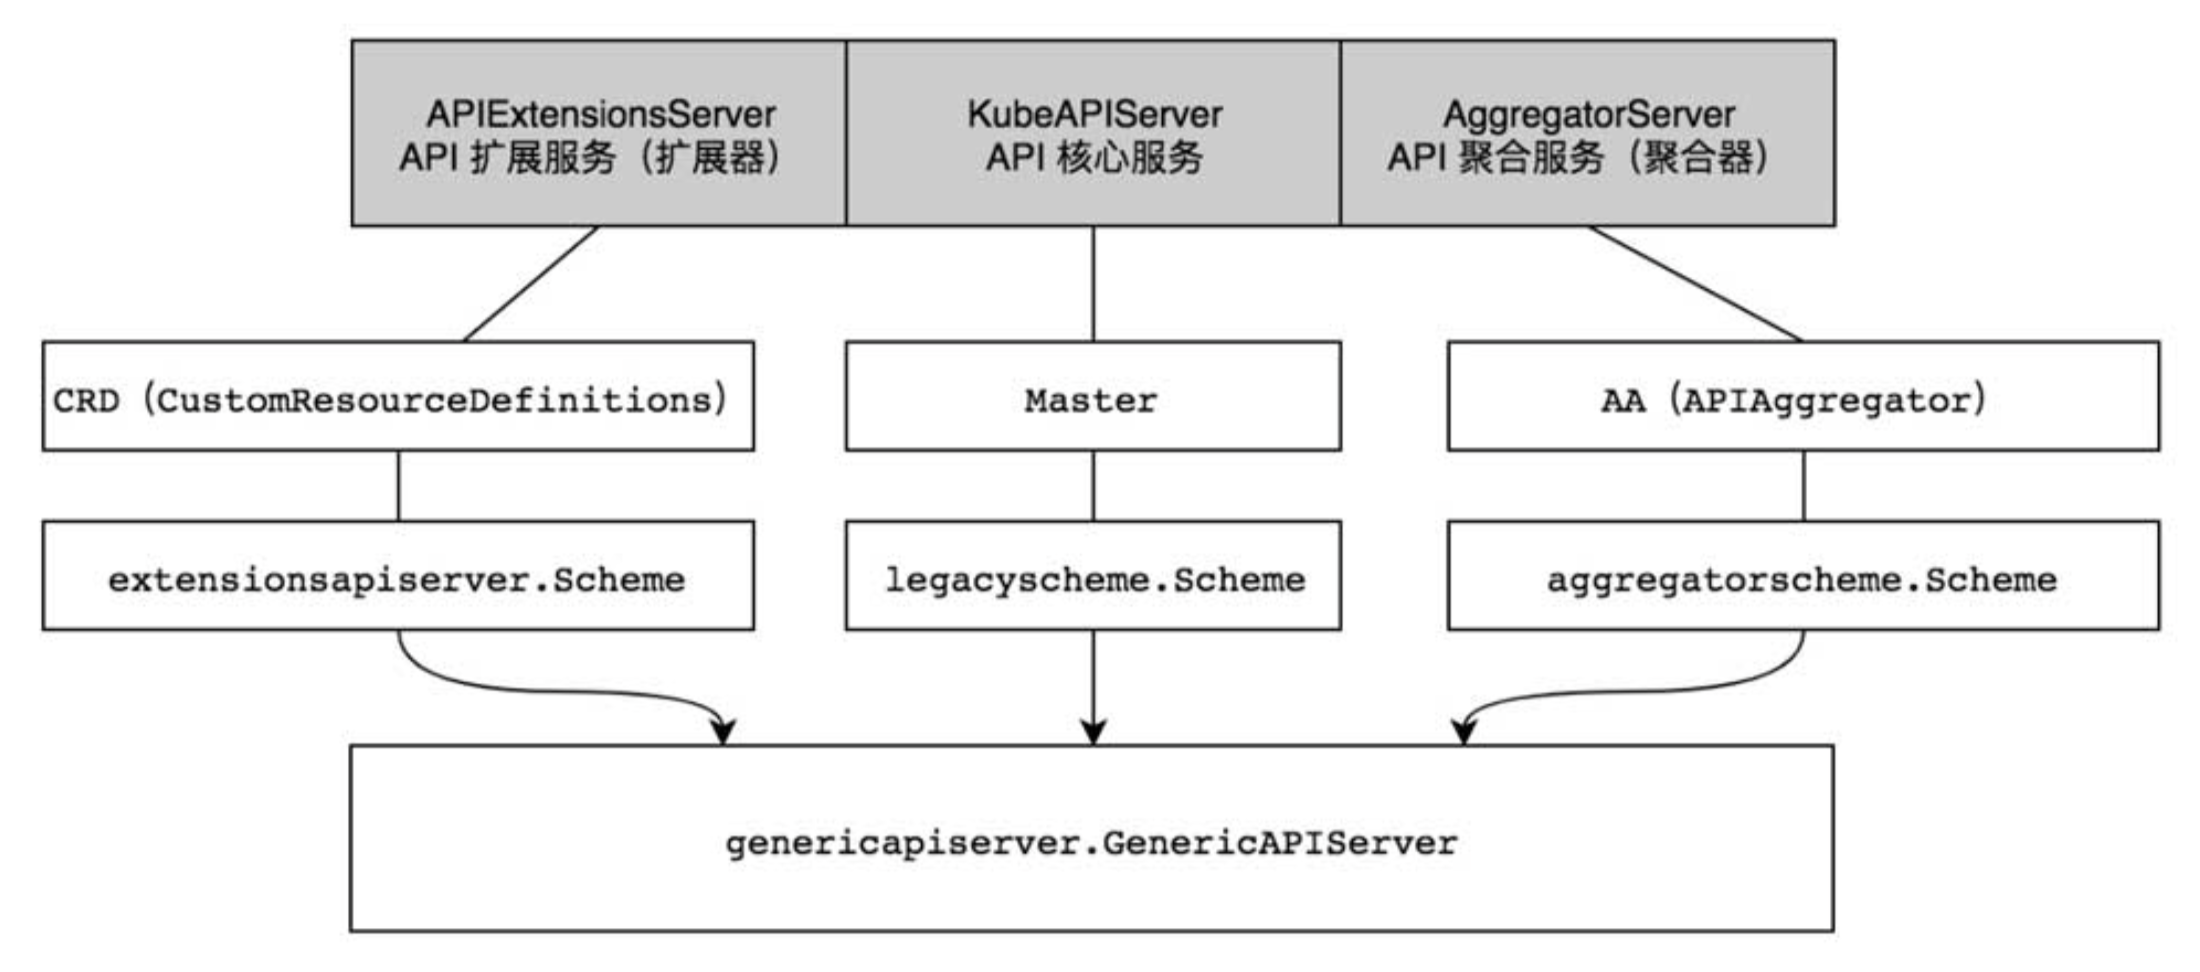 APIExtensionsServer
API 扩展服务（扩展器）
KubeAPIServer
API 核心服务
AggregatorServer
API 聚合服务（聚合器）
CRD（CustomResourceDefinitions）
Master
AA（APIAggregator）
extensionsapiserver.Scheme
legacyscheme.Scheme
aggregatorscheme.Scheme
genericapiserver.GenericAPIServer